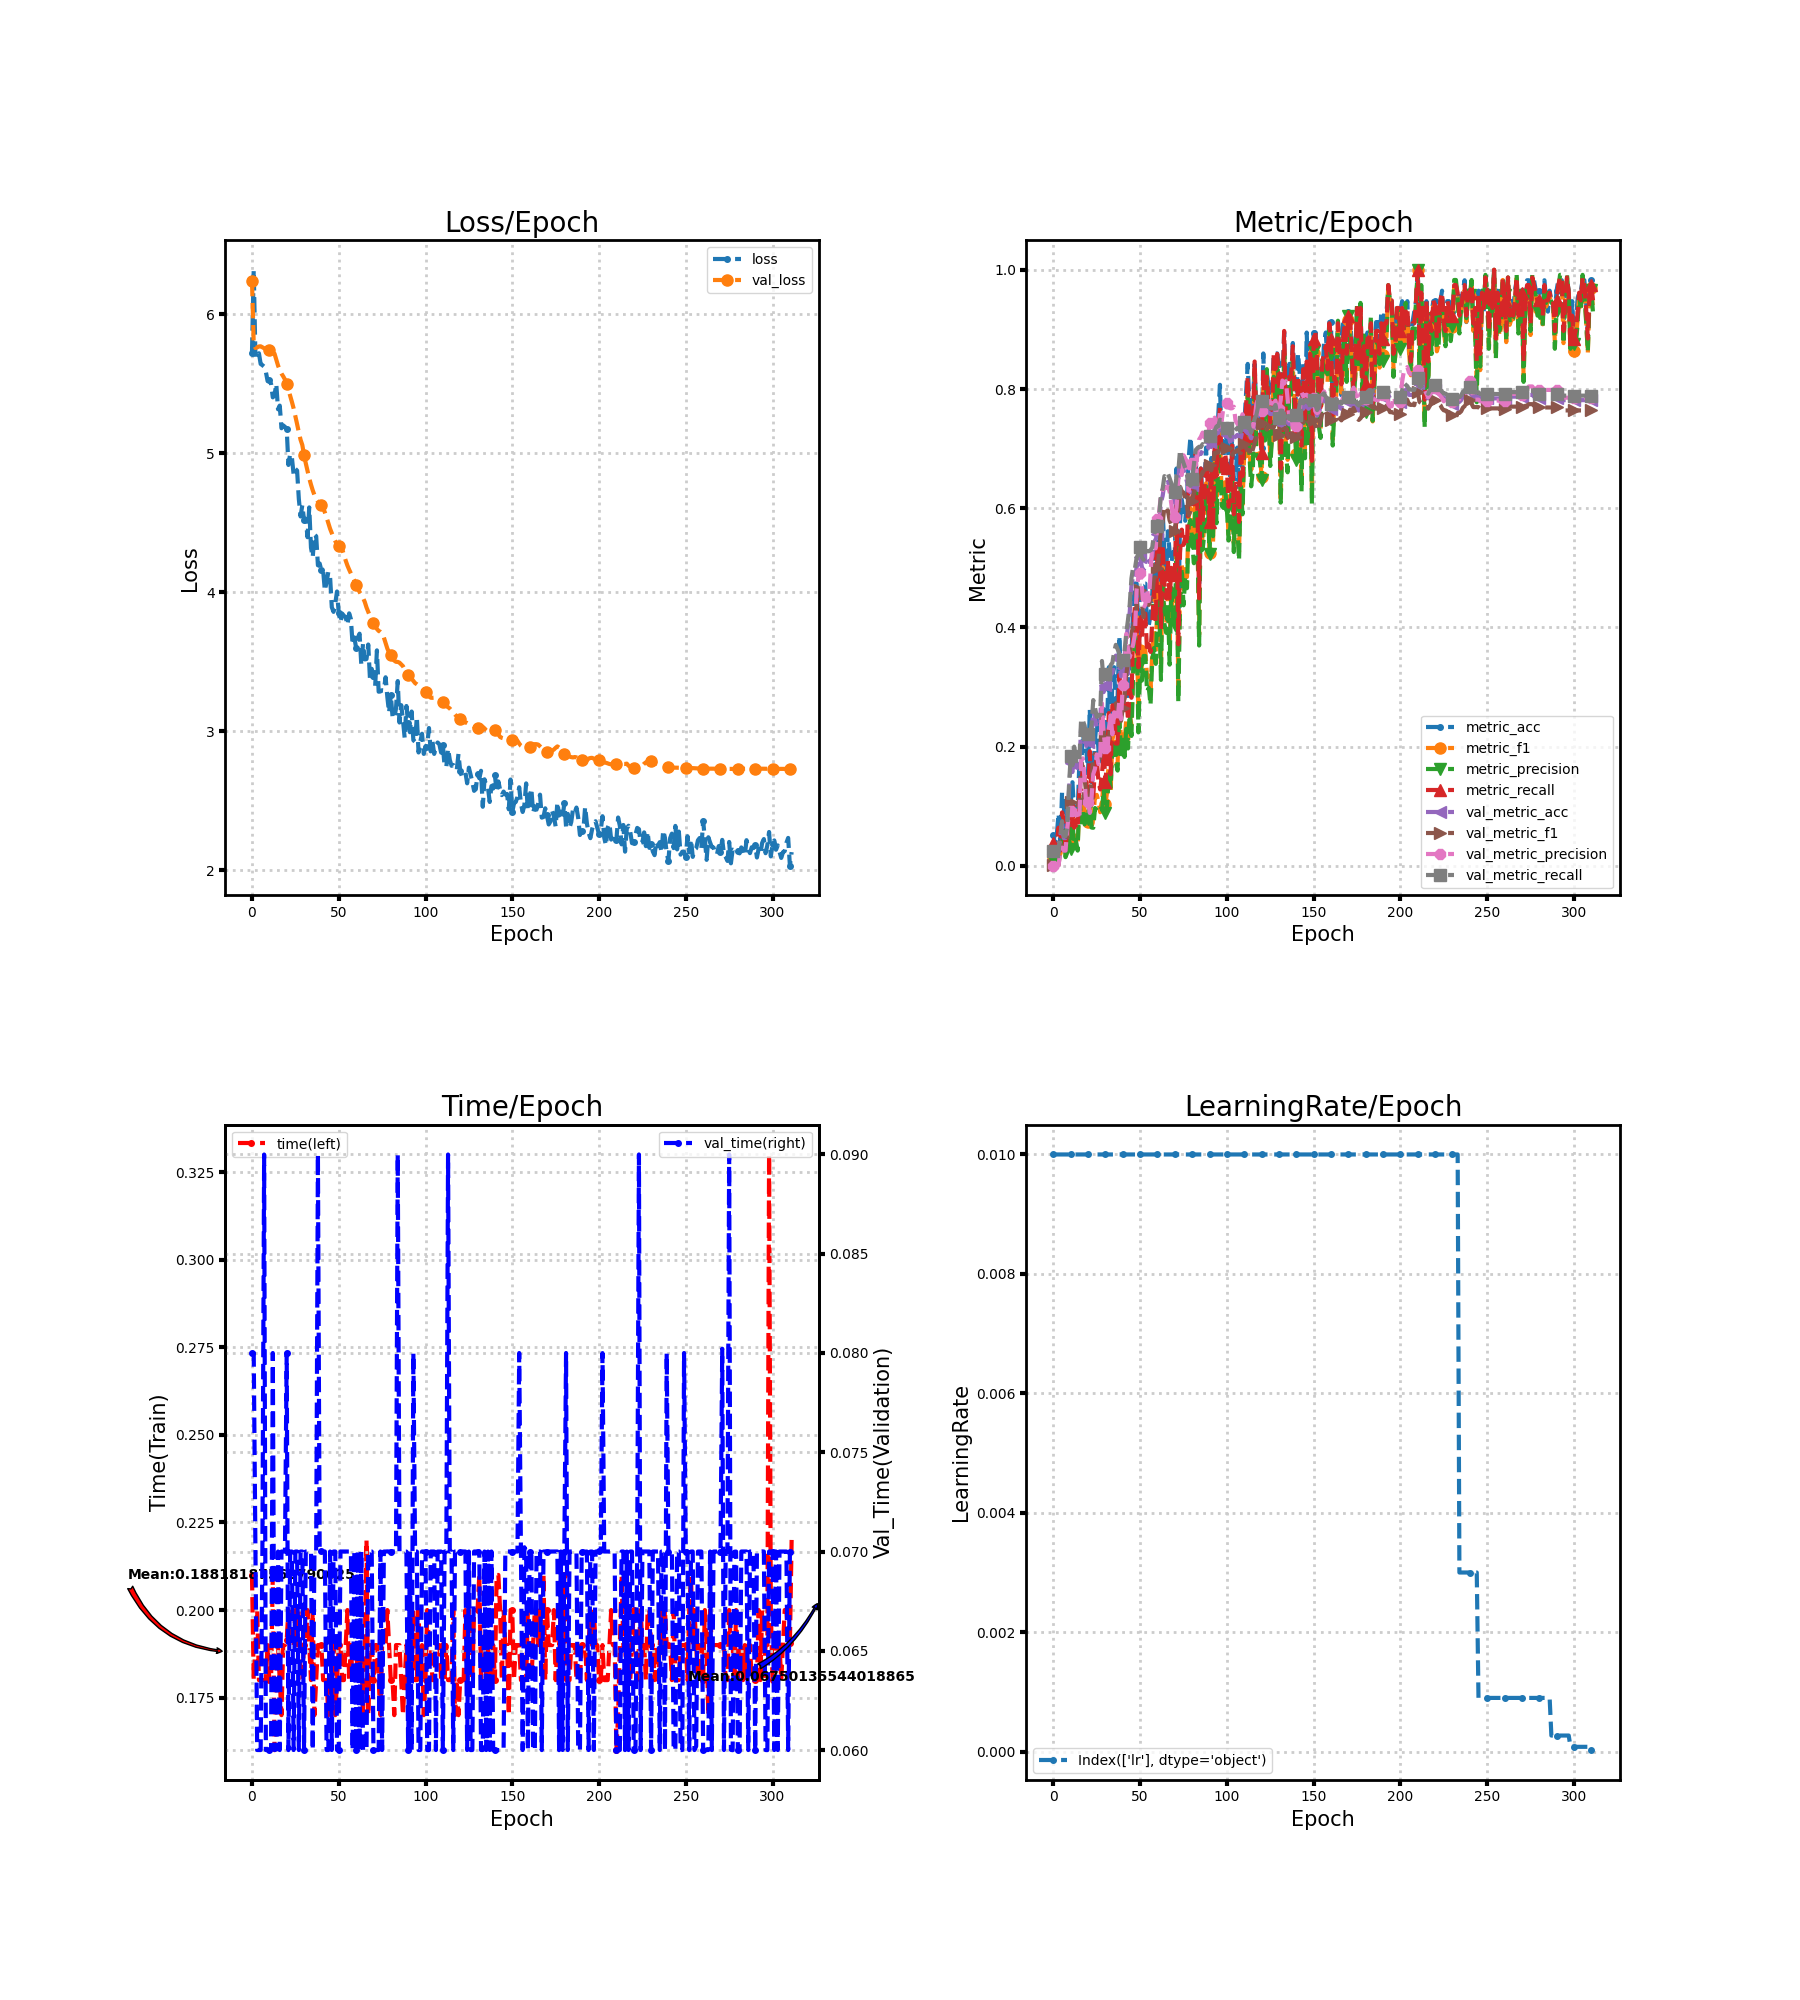 Loss/Epoch
loss
val_loss
6
5
4
3
2
Loss
0 50 100 150 200 250 300
Epoch
Metric/Epoch
1.0
0.8
0.6
0.4
0.2
0.0
Metric
metric_acc
metric_f1
metric_precision
metric_recall
val_metric_acc
val_metric_f1
val_metric_precision
val_metric_recall
0 50 100 150 200 250 300
Epoch
Time/Epoch
time(left)
val_time(right)
0.325
0.300
0.275
0.250
0.225
0.200
0.175
Time(Train)
0.090
0.085
0.080
0.075
0.070
0.065
0.060
Val_Time(Validation)
Mean:0.06750135544018865
0 50 100 150 200 250 300
Epoch
LearningRate/Epoch
0.010
0.008
0.006
0.004
0.002
0.000
LearningRate
Index(['lr'], dtype='object')
0 50 100 150 200 250 300
Epoch